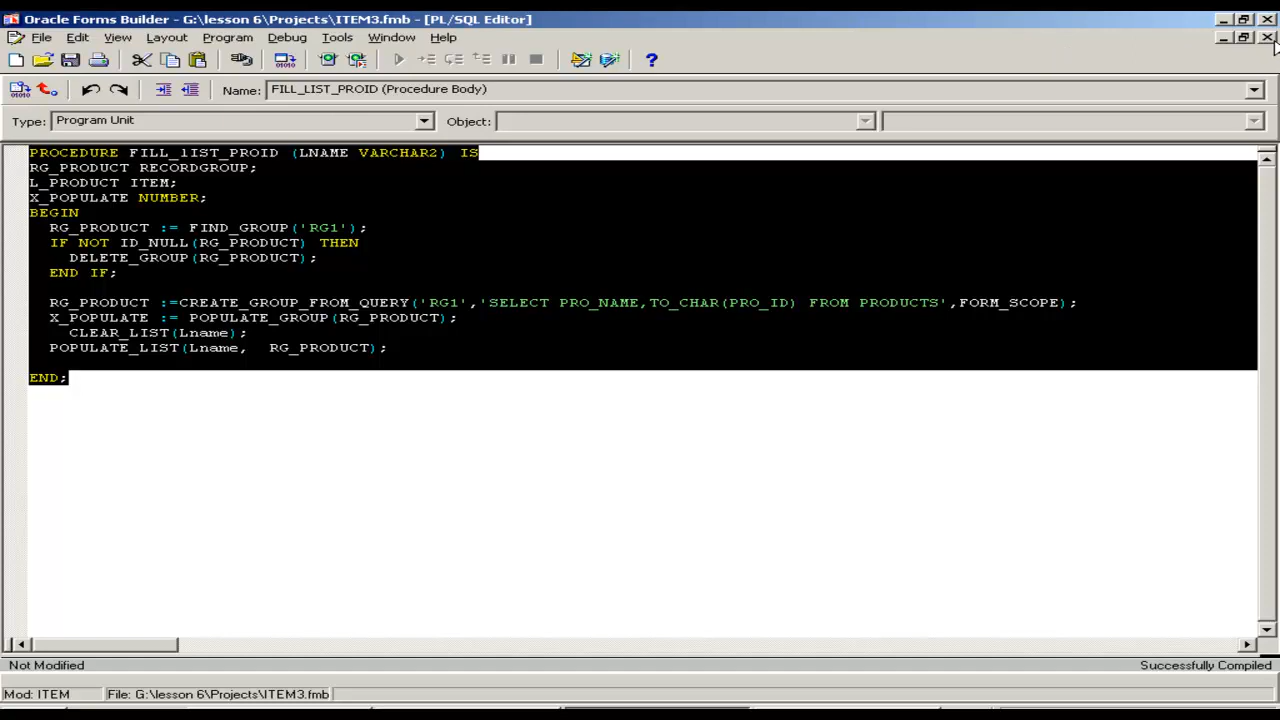 Oracle Forms Builder - G:\lesson 6\Projects\ITEM3.fmb - [PL/SQL Editor]
File Edit View Layout Program Debug Tools Window Help
Name: FILL_LIST_PROID (Procedure Body)
Type: Program Unit Object:
PROCEDURE FILL_lIST_PROID (LNAME VARCHAR2) IS
RG_PRODUCT RECORDGROUP;
L_PRODUCT ITEM;
X_POPULATE NUMBER;
BEGIN
RG_PRODUCT := FIND_GROUP('RG1');
IF NOT ID_NULL(RG_PRODUCT) THEN
DELETE_GROUP(RG_PRODUCT);
END IF;
RG_PRODUCT :=CREATE_GROUP_FROM_QUERY('RG1','SELECT PRO_NAME,TO_CHAR(PRO_ID) FROM PRODUCTS',FORM_SCOPE);
X_POPULATE := POPULATE_GROUP(RG_PRODUCT);
CLEAR_LIST(Lname);
POPULATE_LIST(Lname, RG_PRODUCT);
END;
Not Modified Successfully Compiled
Mod: ITEM File: G:\lesson 6\Projects\ITEM3.fmb